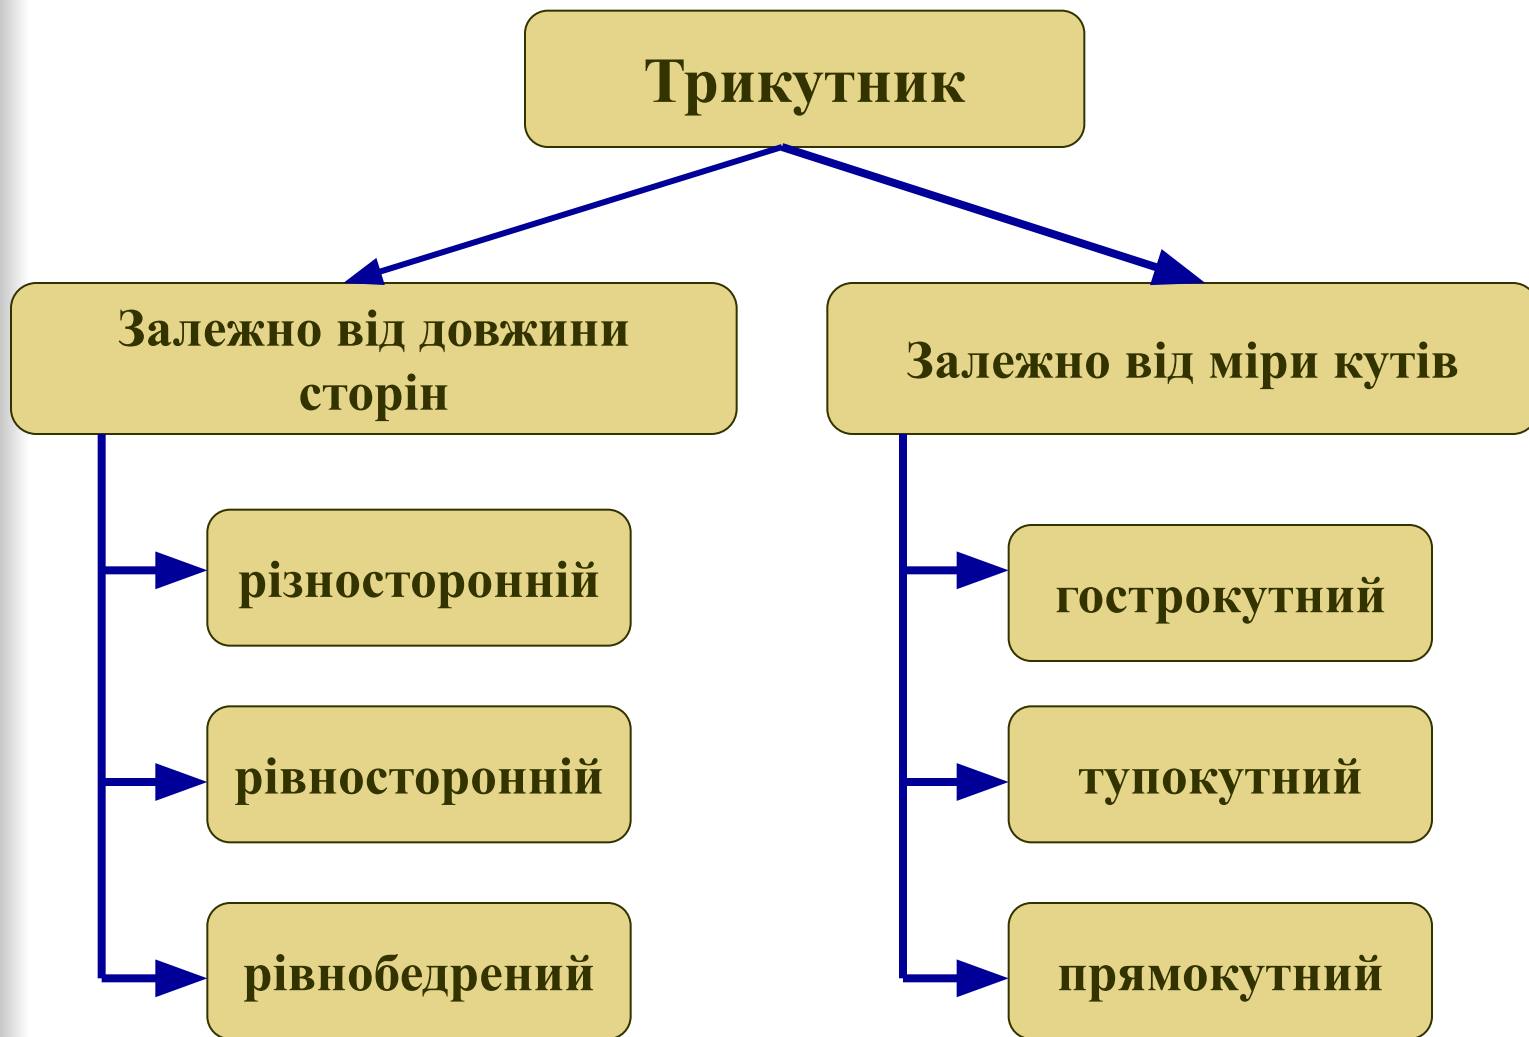 Трикутник
Залежно від довжини
сторін
різносторонній
рівносторонній
рівнобедрений
Залежно від міри кутів
гострокутний
тупокутний
прямокутний